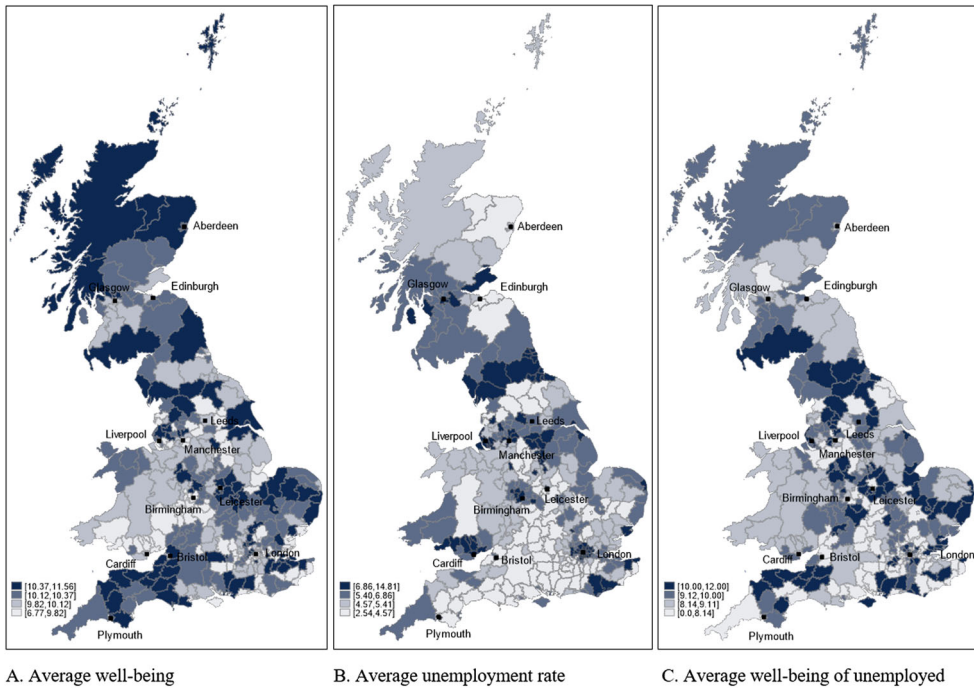 Aberdeen
Glasgow
Edinburgh
Leeds
Liverpool
Manchester
Leicester
Birmingham
London
Cardiff
Bristol
Plymouth
[10.37,11.56]
[10.12,10.37]
[9.82,10.12]
[6.77,9.82]
A. Average well-being
Aberdeen
Glasgow
Edinburgh
Leeds
Liverpool
Manchester
Leicester
Birmingham
London
Cardiff
Bristol
Plymouth
[6.86,14.81]
[5.40,6.86]
[4.57,5.41]
[2.54,4.57]
B. Average unemployment rate
Aberdeen
Glasgow
Edingburgh
Leeds
Liverpool
Manchester
Leicester
Birmingham
London
Cardiff
Bristol
Plymouth
[10.00,12.00]
[9.12,10.00]
[8.14,9.11]
[0.0,8.14]
C. Average well-being of unemployed